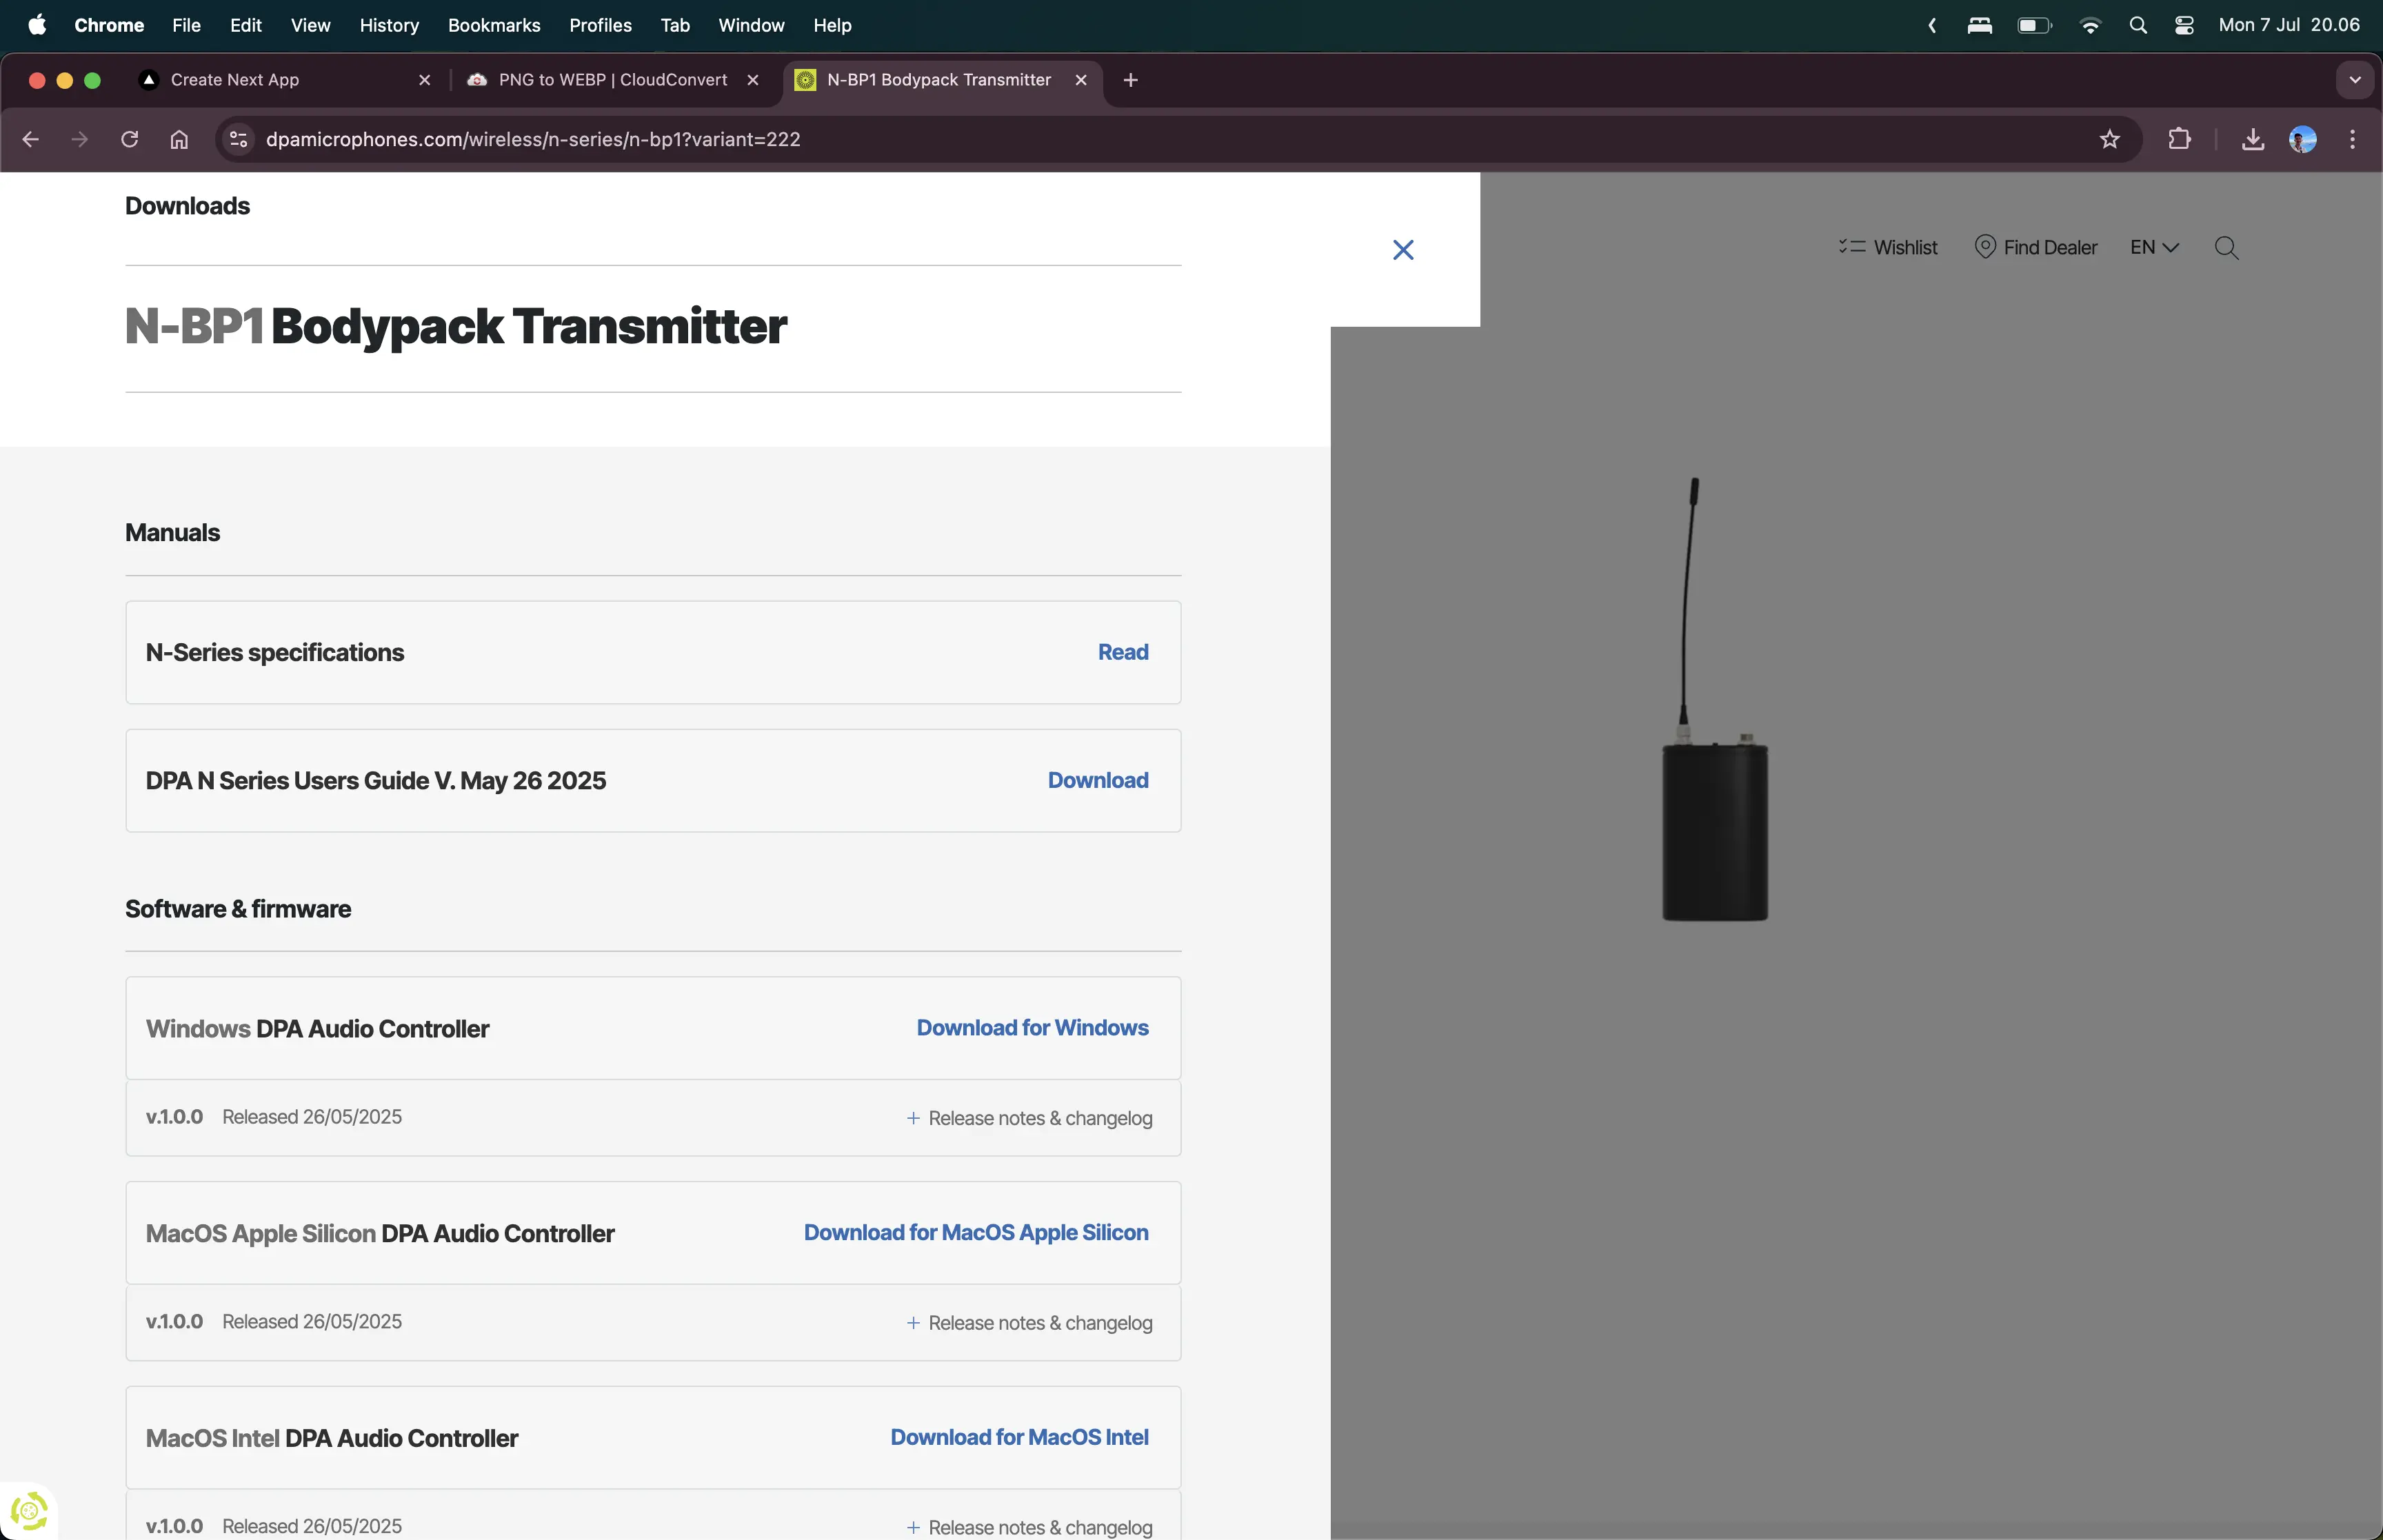 Chrome File Edit View History Bookmarks Profiles Tab Window Help Mon 7 Jul 20.06
Create Next App PNG to WEBP | CloudConvert N-BP1 Bodypack Transmitter
dpamicrophones.com/wireless/n-series/n-bp1?variant=222
Downloads
Wishlist Find Dealer EN
N-BP1 Bodypack Transmitter
Manuals
N-Series specifications Read
DPA N Series Users Guide V. May 26 2025 Download
Software & firmware
Windows DPA Audio Controller Download for Windows
v.1.0.0 Released 26/05/2025 + Release notes & changelog
MacOS Apple Silicon DPA Audio Controller Download for MacOS Apple Silicon
v.1.0.0 Released 26/05/2025 + Release notes & changelog
MacOS Intel DPA Audio Controller Download for MacOS Intel
v.1.0.0 Released 26/05/2025 + Release notes & changelog